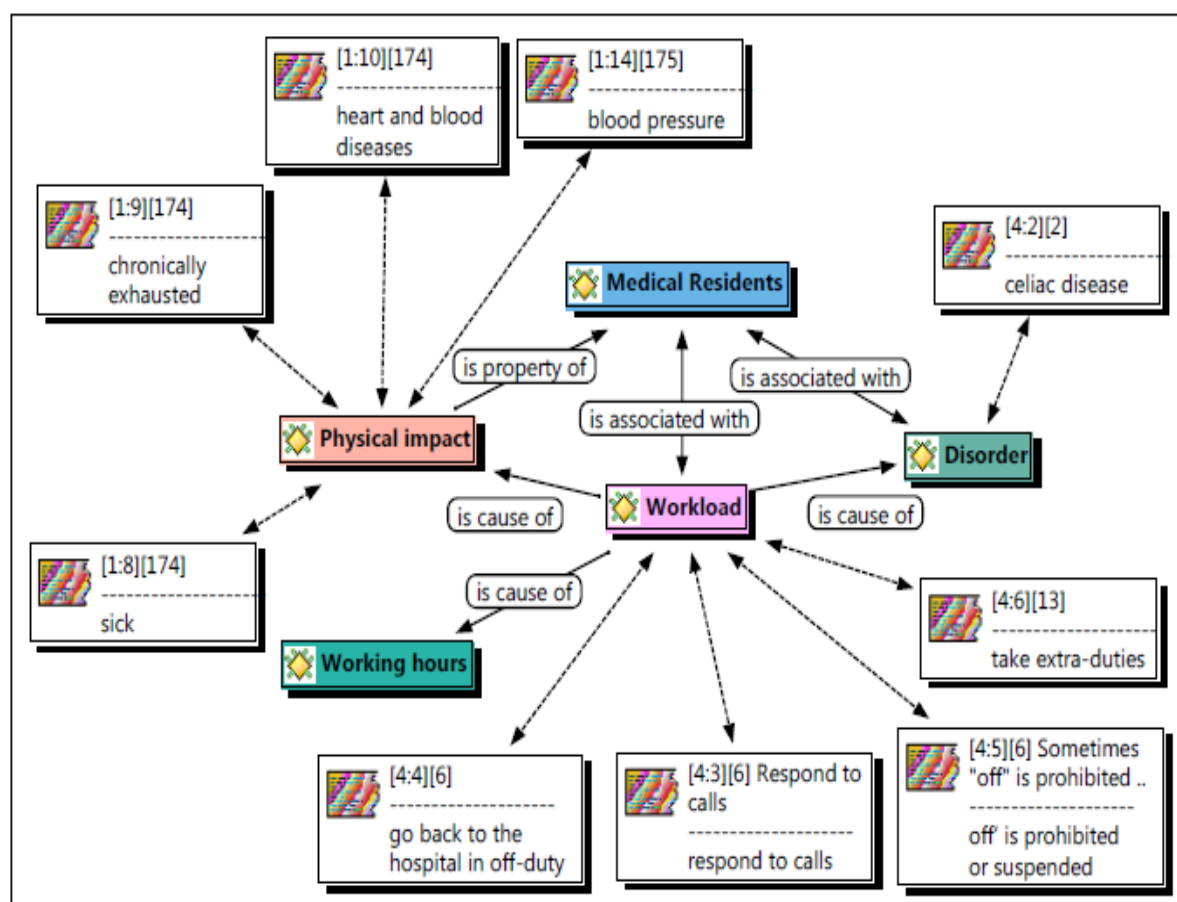 [1:10][174]
--------------------
heart and blood
diseases
[1:14][175]
--------------------
blood pressure
[1:9][174]
--------------------
chronically
exhausted
[4:2][2]
--------------------
celiac disease
Medical Residents
is property of
is associated with
is associated with
Physical impact
Disorder
Workload
is cause of
is cause of
[1:8][174]
--------------------
sick
is cause of
[4:6][13]
--------------------
take extra-duties
Working hours
[4:4][6]
--------------------
go back to the
hospital in off-duty
[4:3][6] Respond to
calls
--------------------
respond to calls
[4:5][6] Sometimes
"off" is prohibited ..
--------------------
off' is prohibited
or suspended